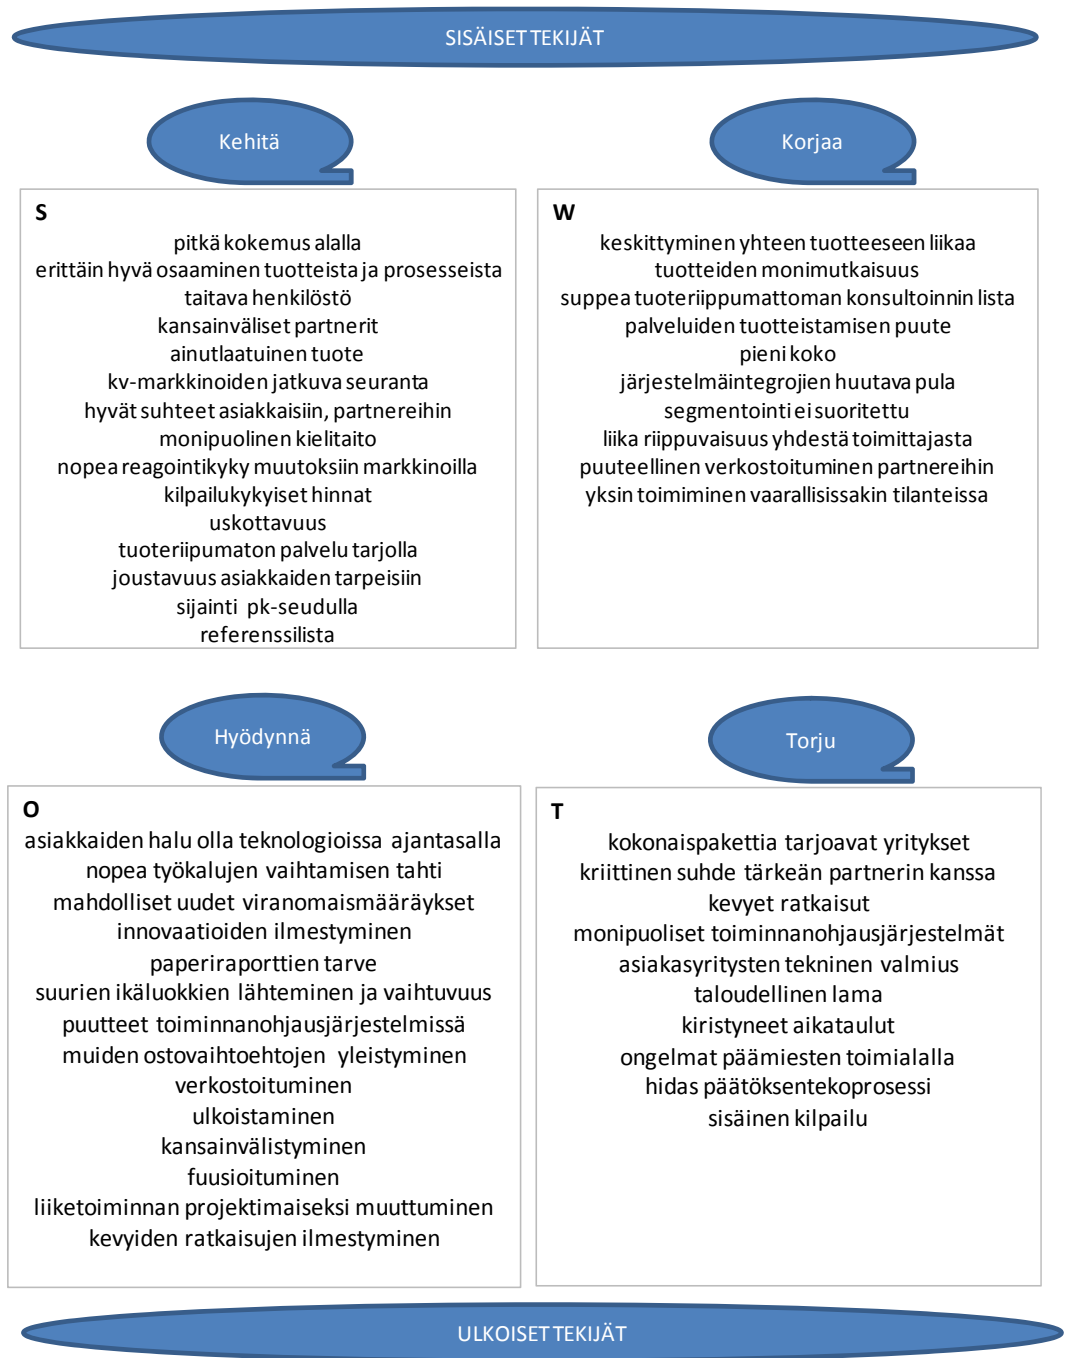 SISÄISET TEKIJÄT
Kehitä
Korjaa
S
pitkä kokemus alalla
erittäin hyvä osaaminen tuotteista ja prosesseista
taitava henkilöstö
kansainväliset partnerit
ainutlaatuinen tuote
kv-markkinoiden jatkuva seuranta
hyvät suhteet asiakkaisiin, partnereihin
monipuolinen kielitaito
nopea reagointikyky muutoksiin markkinoilla
kilpailukykyiset hinnat
uskottavuus
tuoteriipumaton palvelu tarjolla
joustavuus asiakkaiden tarpeisiin
sijainti pk-seudulla
referenssilista
W
keskittyminen yhteen tuotteeseen liikaa
tuotteiden monimutkaisuus
suppea tuoteriippumattoman konsultoinnin lista
palveluiden tuotteistamisen puute
pieni koko
järjestelmäintegrojien huutava pula
segmentointi ei suoritettu
liika riippuvaisuus yhdestä toimittajasta
puuteellinen verkostoituminen partnereihin
yksin toimiminen vaarallisissakin tilanteissa
Hyödynnä
Torju
O
asiakkaiden halu olla teknologioissa ajantasalla
nopea työkalujen vaihtamisen tahti
mahdolliset uudet viranomaismääräykset
innovaatioiden ilmestyminen
paperiraporttien tarve
suurien ikäluokkien lähteminen ja vaihtuvuus
puutteet toiminnanohjausjärjestelmissä
muiden ostovaihtoehtojen yleistyminen
verkostoituminen
ulkoistaminen
kansainvälistyminen
fuusioituminen
liiketoiminnan projektimaiseksi muuttuminen
kevyiden ratkaisujen ilmestyminen
T
kokonaispakettia tarjoavat yritykset
kriittinen suhde tärkeän partnerin kanssa
kevyet ratkaisut
monipuoliset toiminnanohjausjärjestelmät
asiakasyritysten tekninen valmius
taloudellinen lama
kiristyneet aikataulut
ongelmat päämiesten toimialalla
hidas päätöksentekoprosessi
sisäinen kilpailu
ULKOISET TEKIJÄT